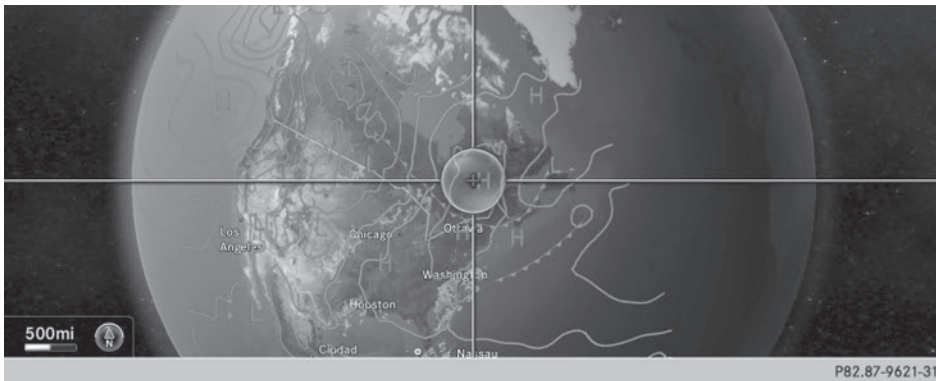 L
H
L
H
L
L
H
Los
Angeles
Chicago
Ottawa
L
H
H
Washington
Houston
500mi
N
Ciudad
Nassau
P82.87-9621-31